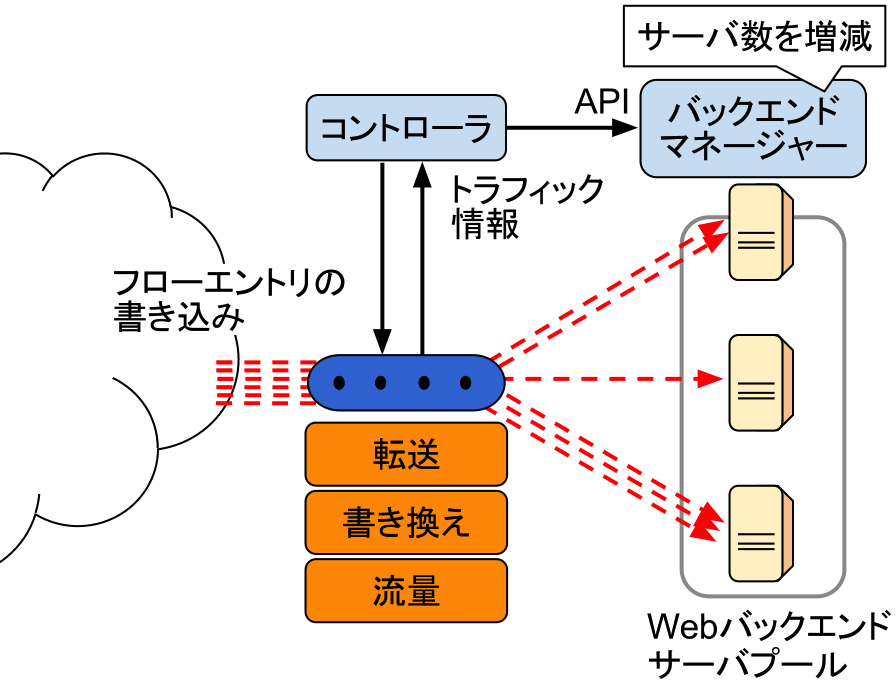 サーバ数を増減
API
バックエンド
マネージャー
コントローラ
トラフィック
情報
フローエントリの
書き込み
転送
書き換え
流量
Webバックエンド
サーバプール